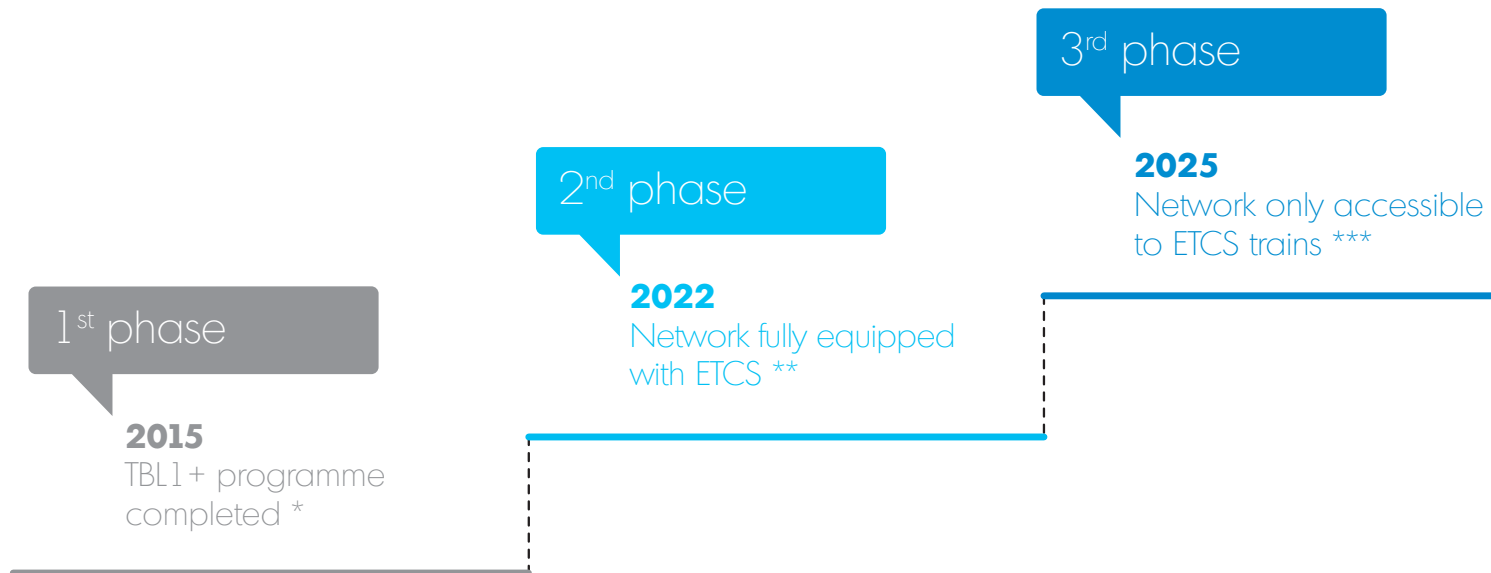 1st phase
2015
TBL1+ programme
completed *
2nd phase
2022
Network fully equipped
with ETCS **
3rd phase
2025
Network only accessible
to ETCS trains ***